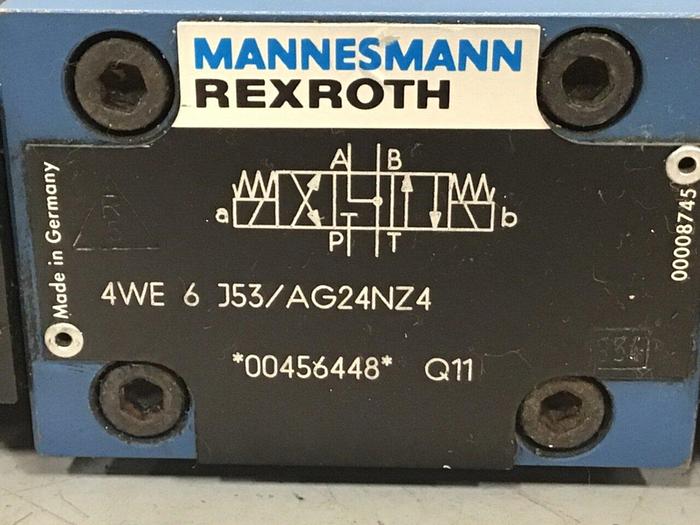 MANNESMANN
REXROTH
A B
a b
P T
T
Made in Germany
00008745
4WE 6 J53/AG24NZ4
*00456448* Q11